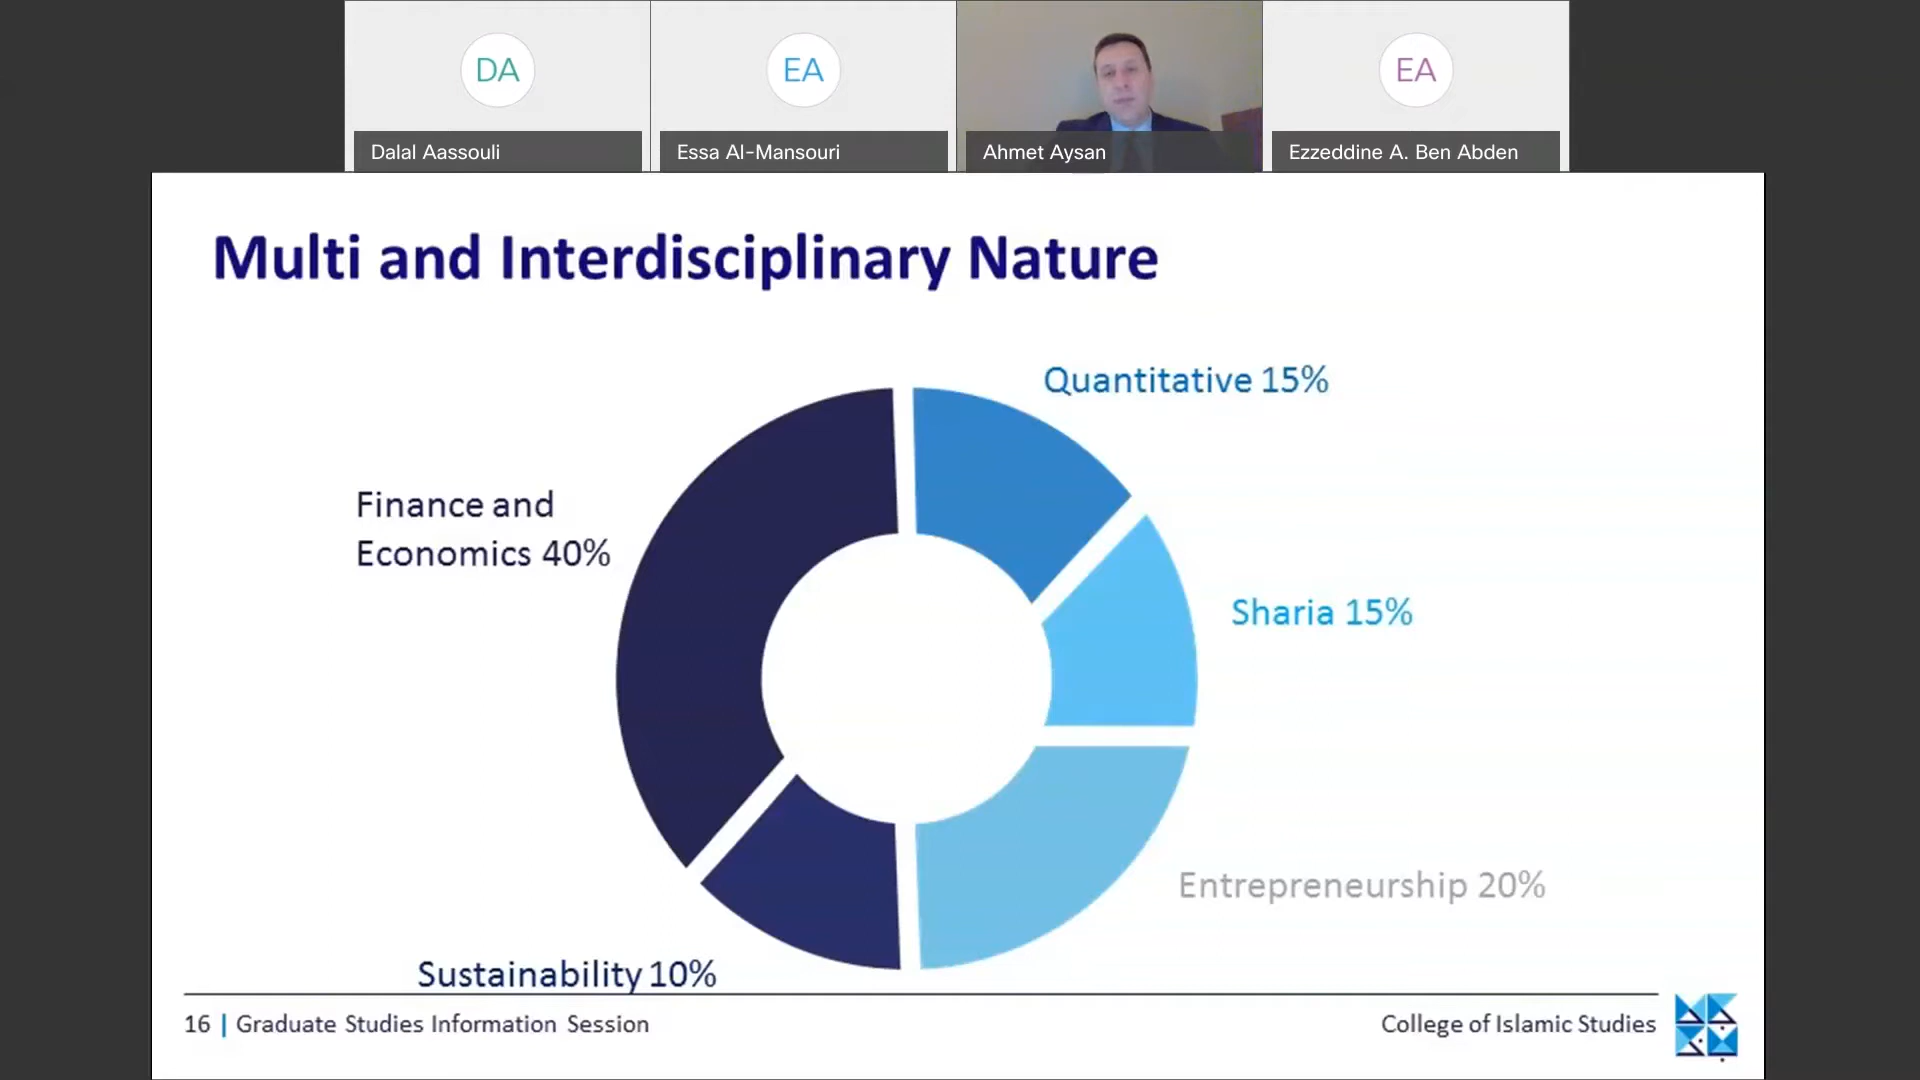 DA
EA
EA
Dalal Aassouli
Essa Al-Mansouri
Ahmet Aysan
Ezzeddine A. Ben Abden
Multi and Interdisciplinary Nature
Quantitative 15%
Finance and
Economics 40%
Sharia 15%
Entrepreneurship 20%
Sustainability 10%
16 | Graduate Studies Information Session
College of Islamic Studies